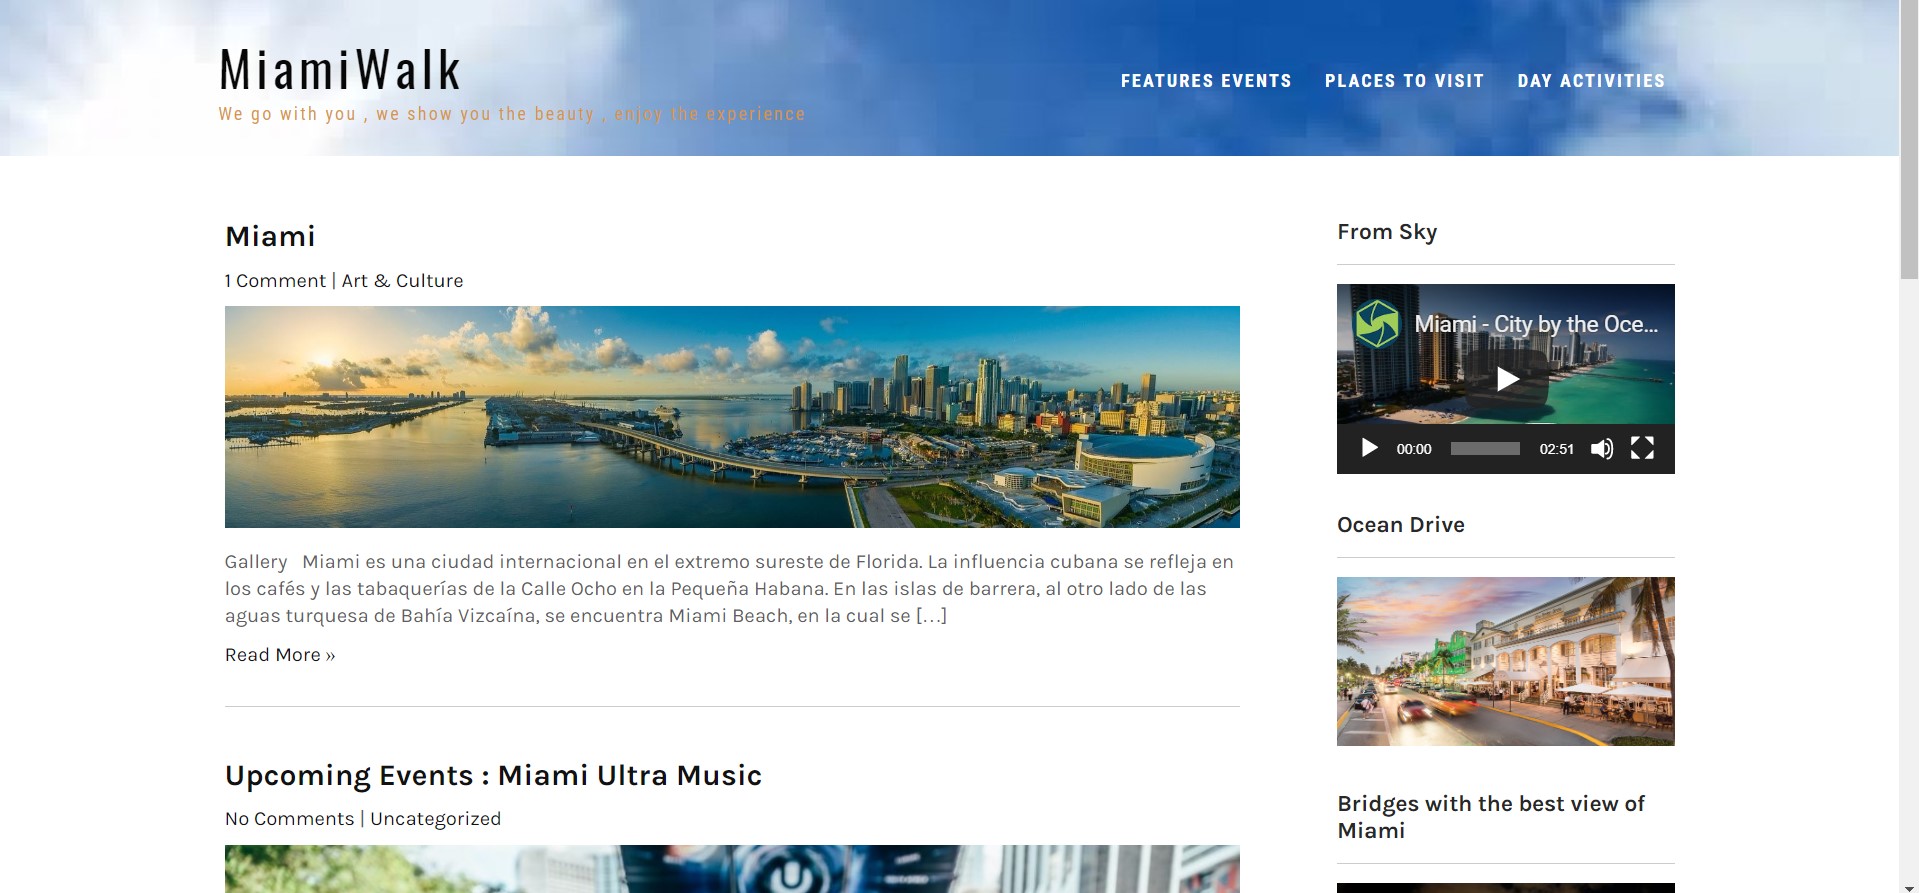 MiamiWalk
We go with you , we show you the beauty , enjoy the experience
FEATURES EVENTS PLACES TO VISIT DAY ACTIVITIES
Miami
1 Comment | Art & Culture
Gallery Miami es una ciudad internacional en el extremo sureste de Florida. La influencia cubana se refleja en
los cafés y las tabaquerías de la Calle Ocho en la Pequeña Habana. En las islas de barrera, al otro lado de las
aguas turquesa de Bahía Vizcaína, se encuentra Miami Beach, en la cual se […]
Read More »
Upcoming Events : Miami Ultra Music
No Comments | Uncategorized
From Sky
Miami - City by the Oce...
00:00 02:51
Ocean Drive
Bridges with the best view of
Miami